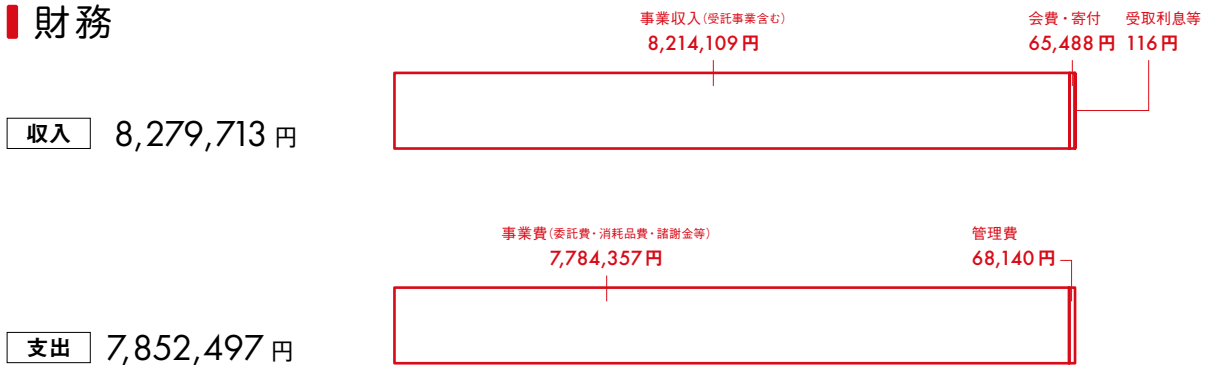 財務
事業収入(受託事業含む)
8,214,109円
会費・寄付
65,488円
受取利息等
116円
収入 8,279,713円
事業費(委託費・消耗品費・諸謝金等)
7,784,357円
管理費
68,140円
支出 7,852,497円